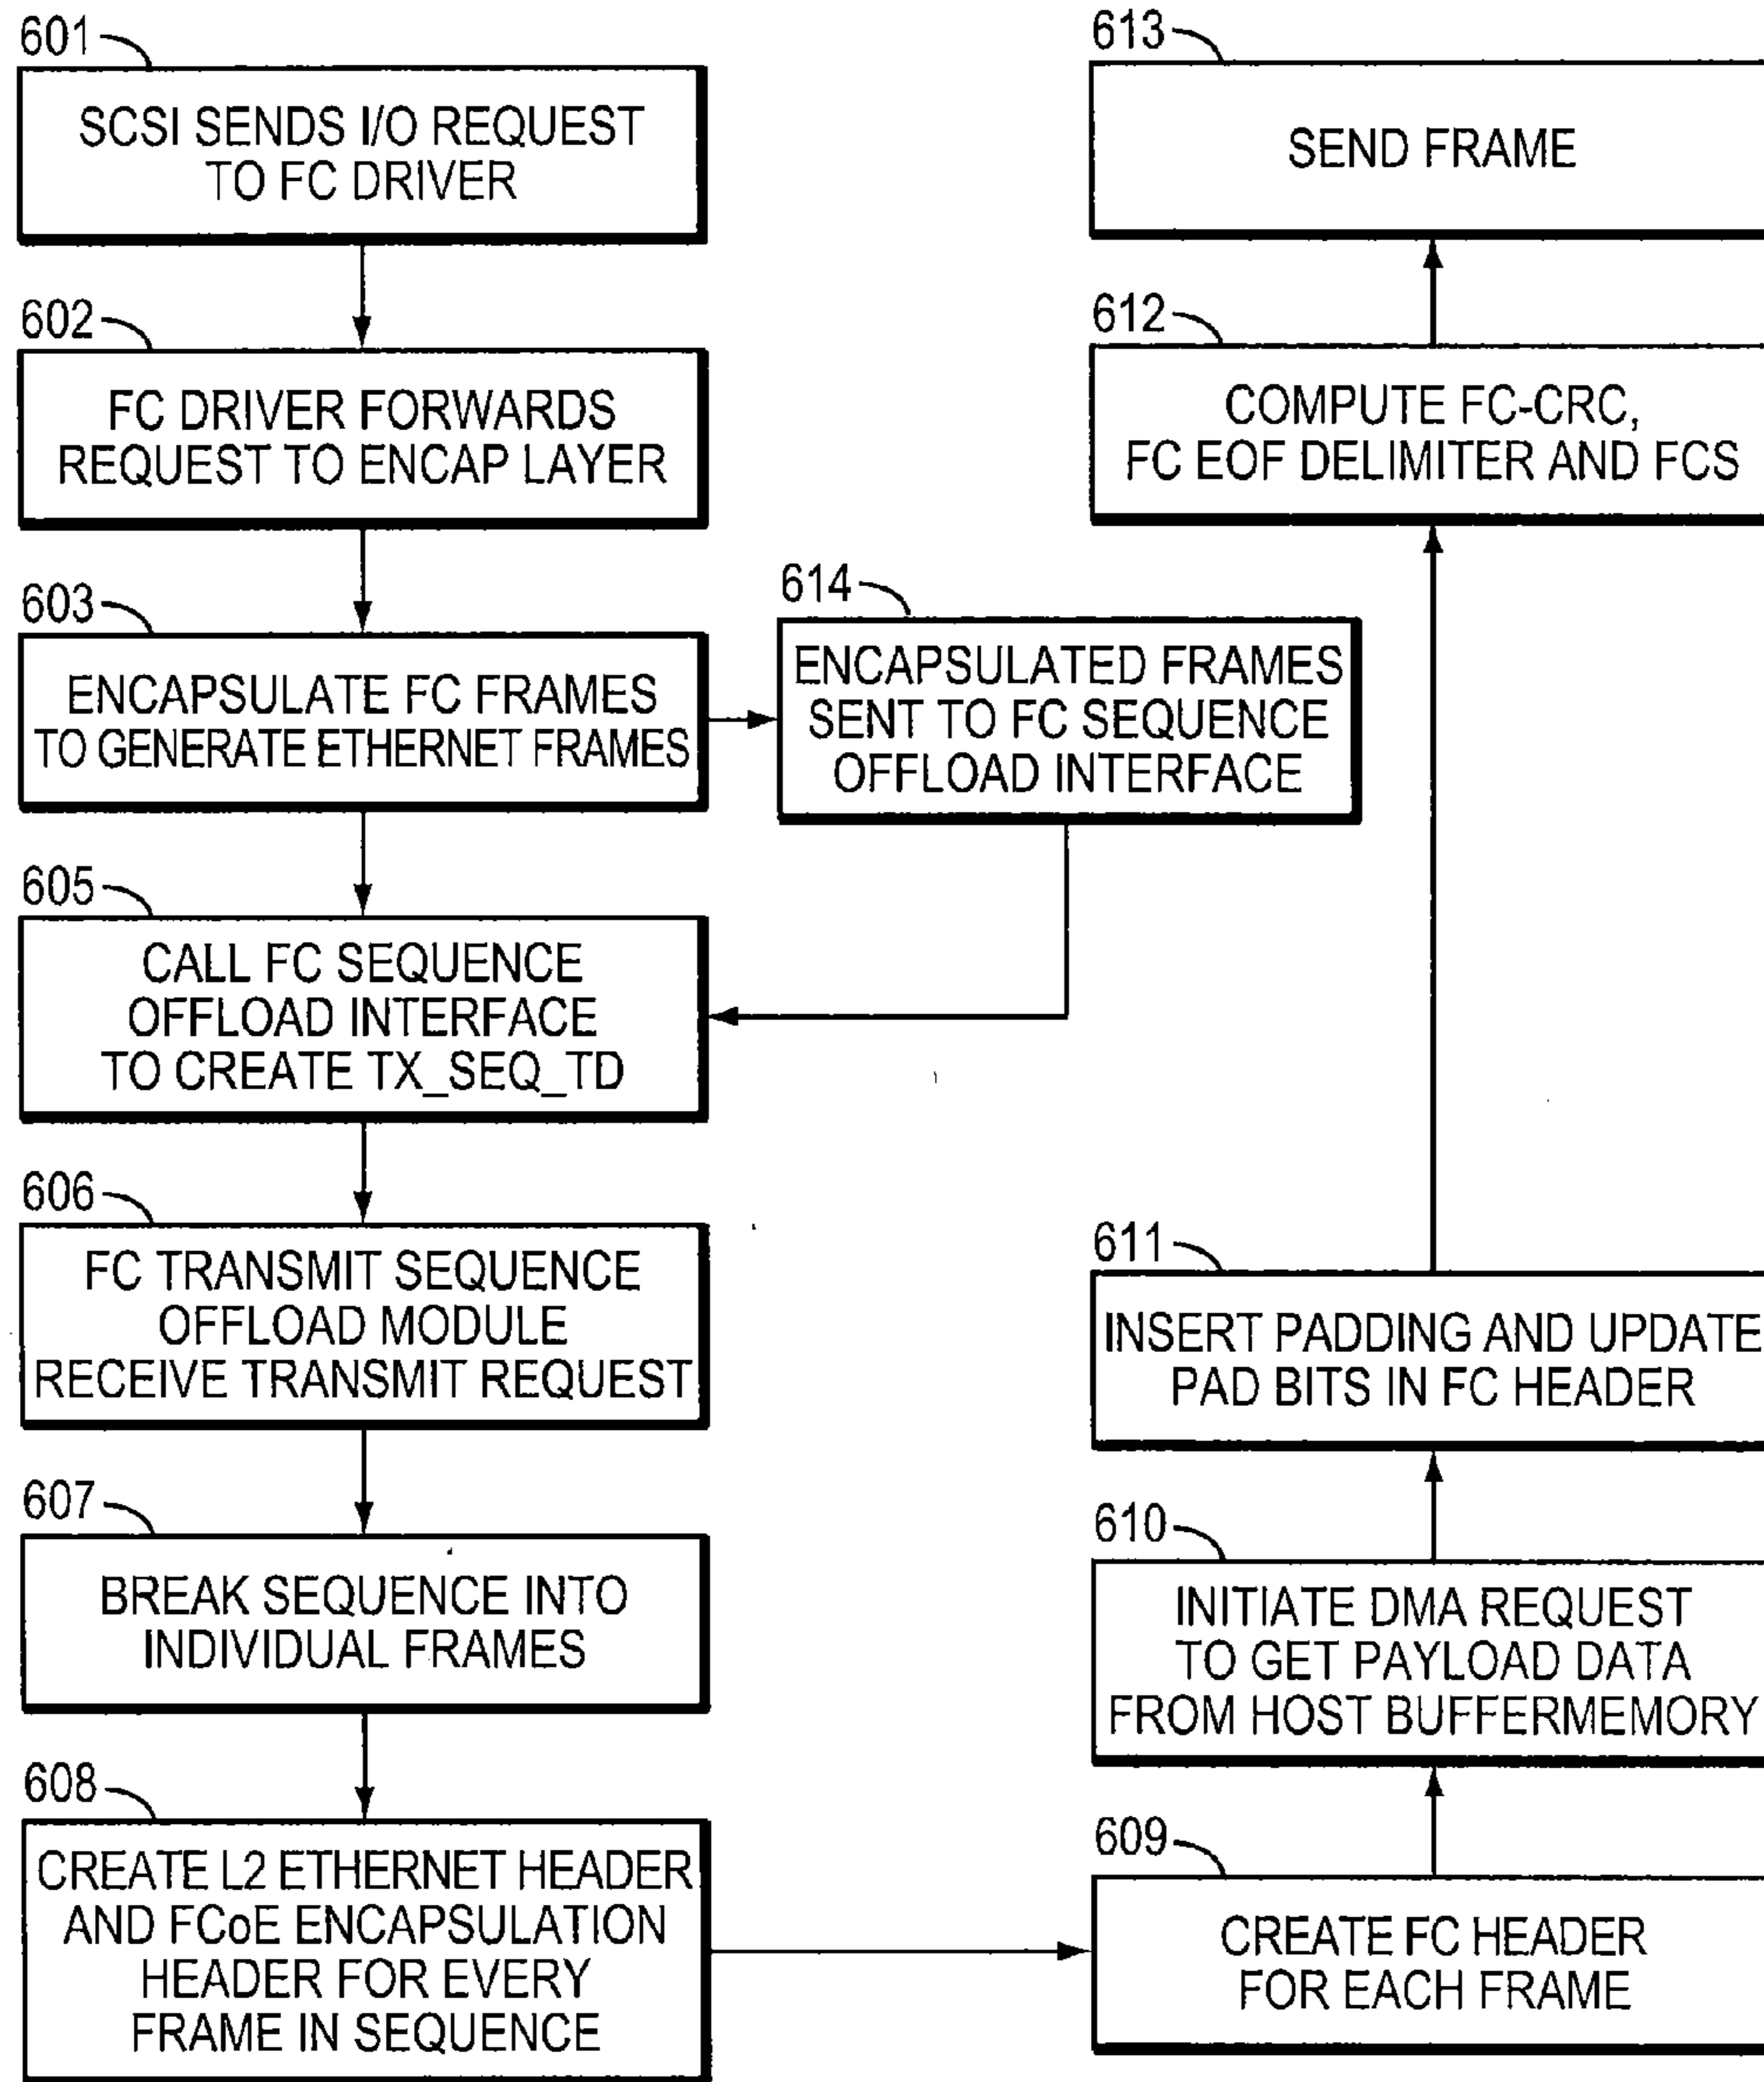 601
SCSI SENDS I/O REQUEST
TO FC DRIVER
602
FC DRIVER FORWARDS
REQUEST TO ENCAP LAYER
603
ENCAPSULATE FC FRAMES
TO GENERATE ETHERNET FRAMES
614
ENCAPSULATED FRAMES
SENT TO FC SEQUENCE
OFFLOAD INTERFACE
605
CALL FC SEQUENCE
OFFLOAD INTERFACE
TO CREATE TX_SEQ_TD
606
FC TRANSMIT SEQUENCE
OFFLOAD MODULE
RECEIVE TRANSMIT REQUEST
607
BREAK SEQUENCE INTO
INDIVIDUAL FRAMES
608
CREATE L2 ETHERNET HEADER
AND FCoE ENCAPSULATION
HEADER FOR EVERY
FRAME IN SEQUENCE
609
CREATE FC HEADER
FOR EACH FRAME
610
INITIATE DMA REQUEST
TO GET PAYLOAD DATA
FROM HOST BUFFERMEMORY
611
INSERT PADDING AND UPDATE
PAD BITS IN FC HEADER
612
COMPUTE FC-CRC,
FC EOF DELIMITER AND FCS
613
SEND FRAME